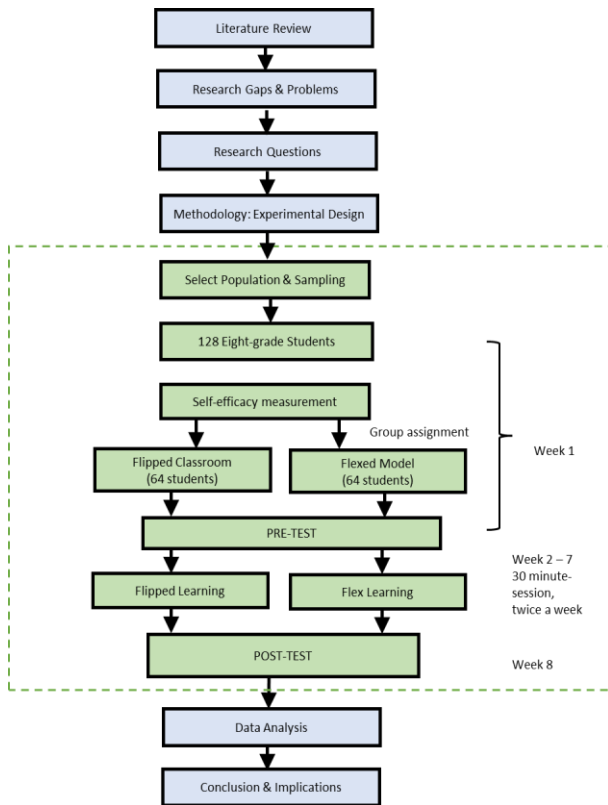 Literature Review
Research Gaps & Problems
Research Questions
Methodology: Experimental Design
Select Population & Sampling
128 Eight-grade Students
Self-efficacy measurement
Group assignment
Week 1
Flipped Classroom
(64 students)
Flexed Model
(64 students)
PRE-TEST
Week 2 – 7
30 minute-
session,
twice a week
Flipped Learning
Flex Learning
POST-TEST
Week 8
Data Analysis
Conclusion & Implications